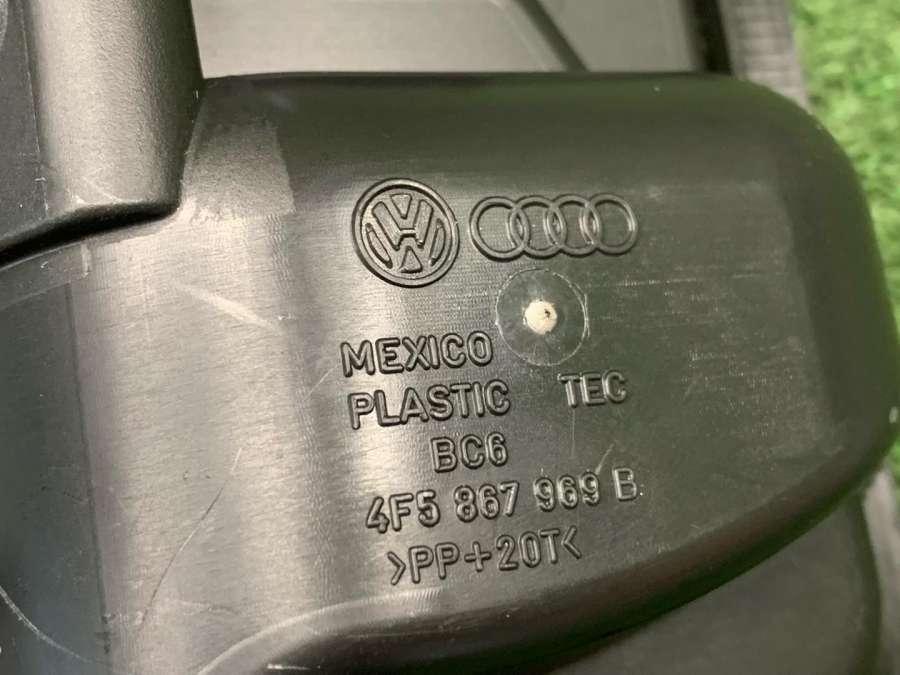 MEXICO
PLASTIC TEC
BC6
4F5 867 969 B
>PP+20T<